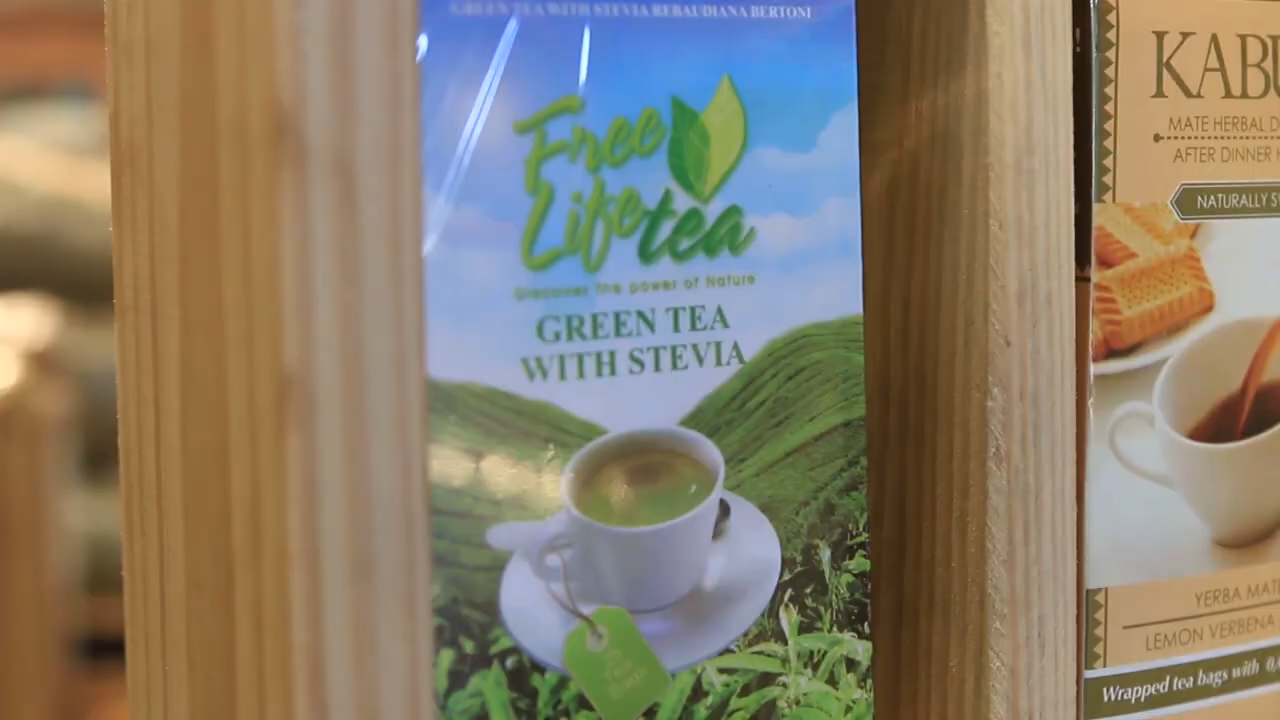 GREEN TEA WITH STEVIA REBAUDIANA BERTONI
Free
Life tea
Discover the power of Nature
GREEN TEA
WITH STEVIA
KABU
MATE HERBAL D
AFTER DINNER
NATURALLY S
YERBA MAT
LEMON VERBENA
Wrapped tea bags with